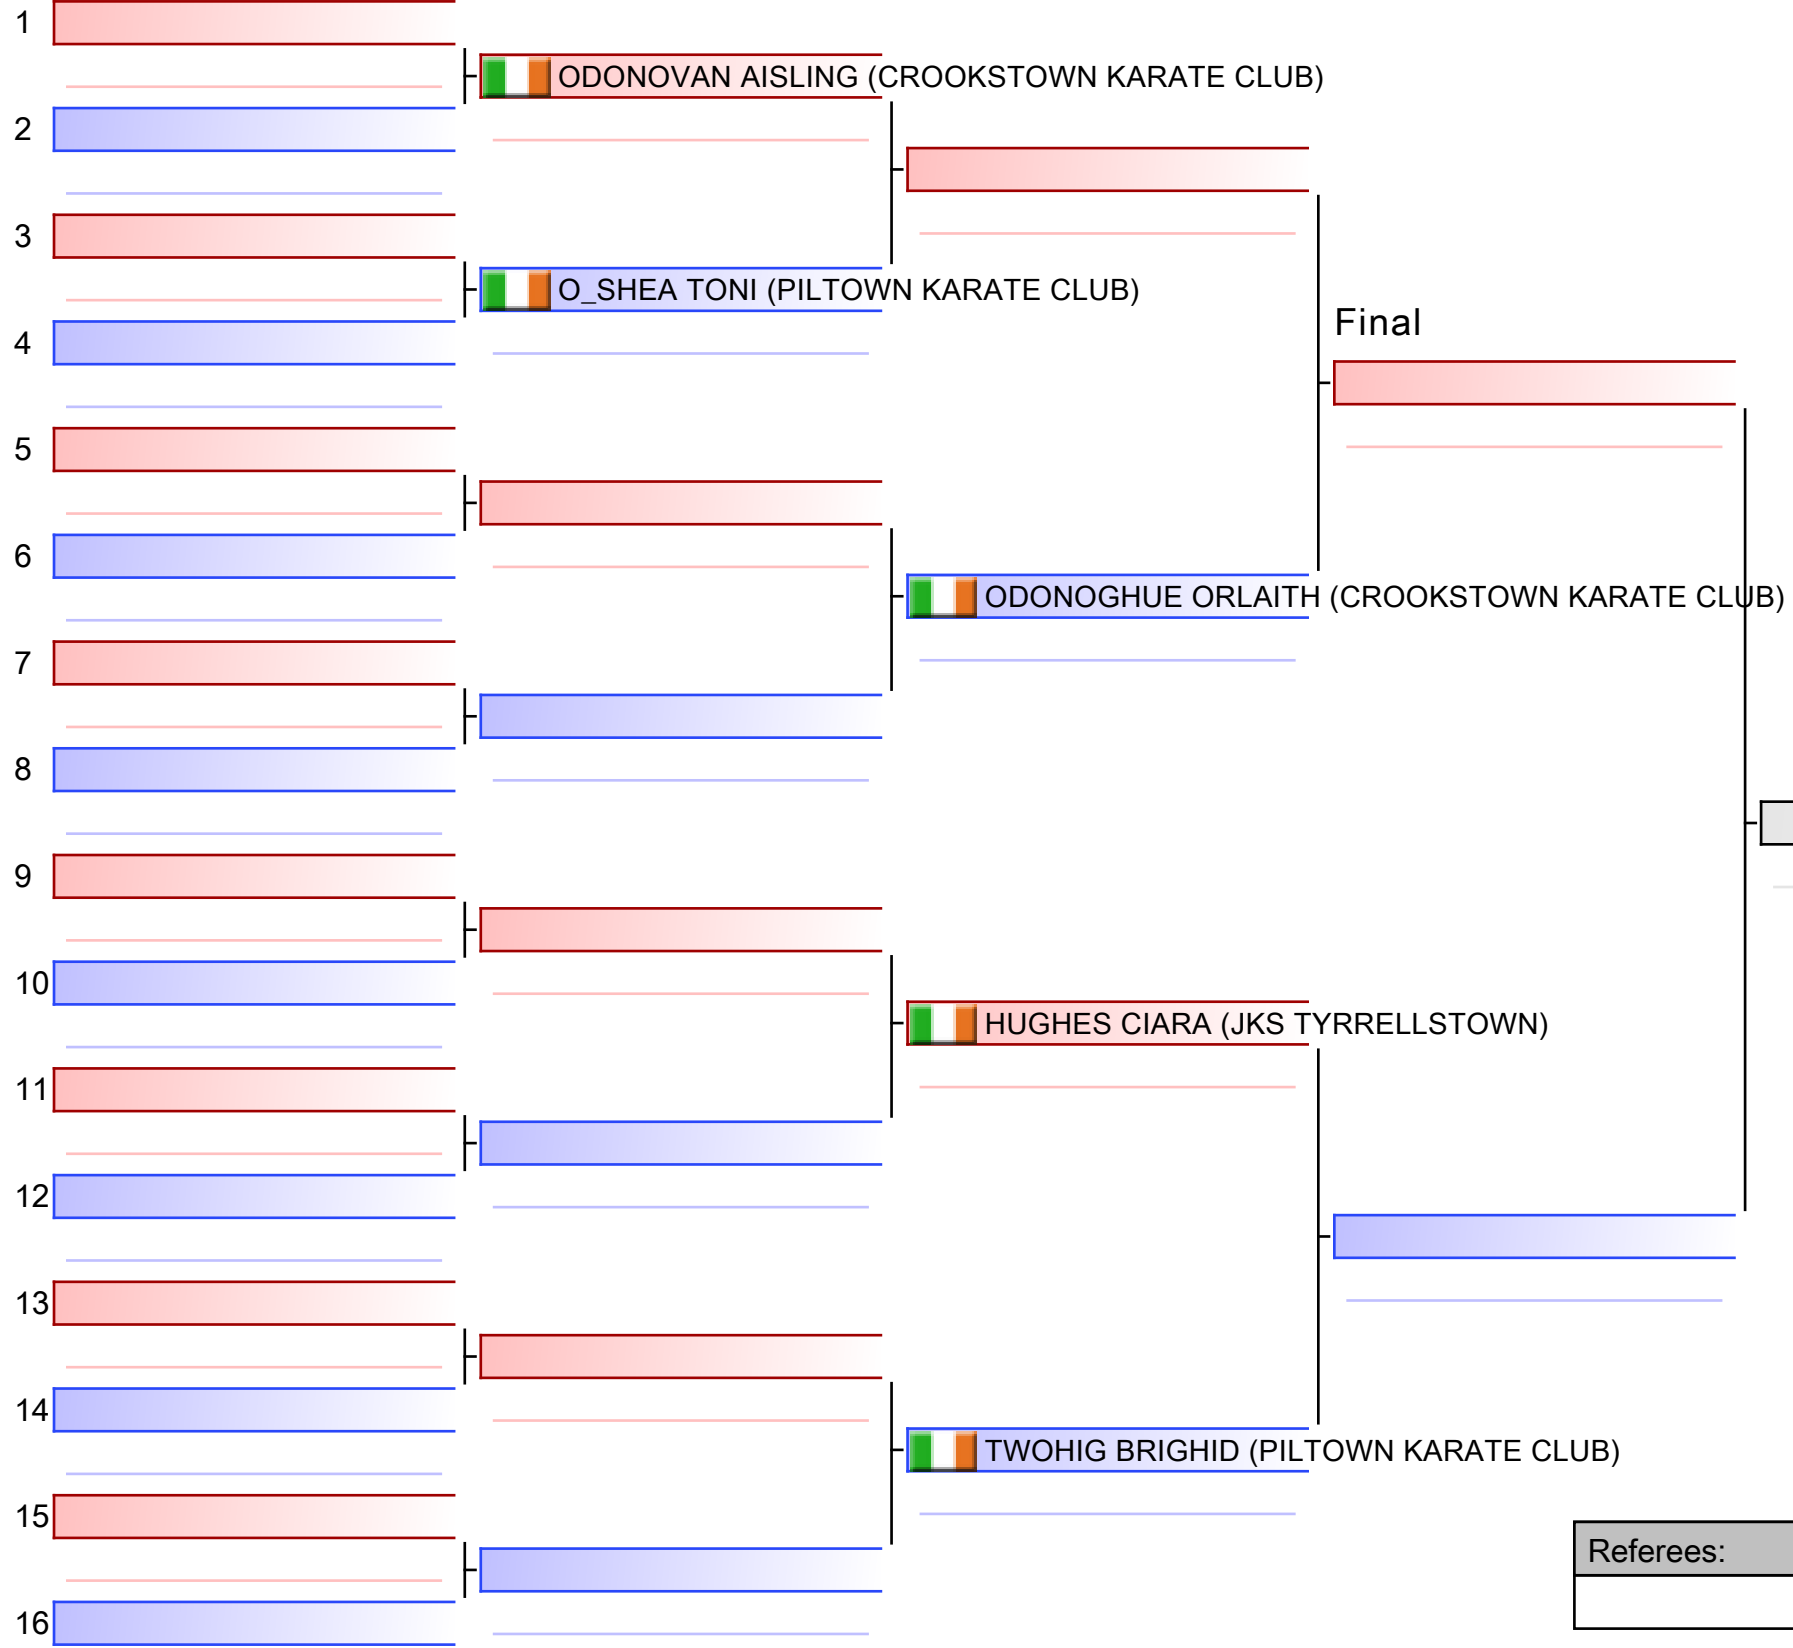 1
ODONOVAN AISLING (CROOKSTOWN KARATE CLUB)
2
3
O_SHEA TONI (PILTOWN KARATE CLUB)
4
Final
5
6
ODONOGHUE ORLAITH (CROOKSTOWN KARATE CLUB)
7
8
9
10
HUGHES CIARA (JKS TYRRELLSTOWN)
11
12
13
14
TWOHIG BRIGHID (PILTOWN KARATE CLUB)
15
Referees:
16